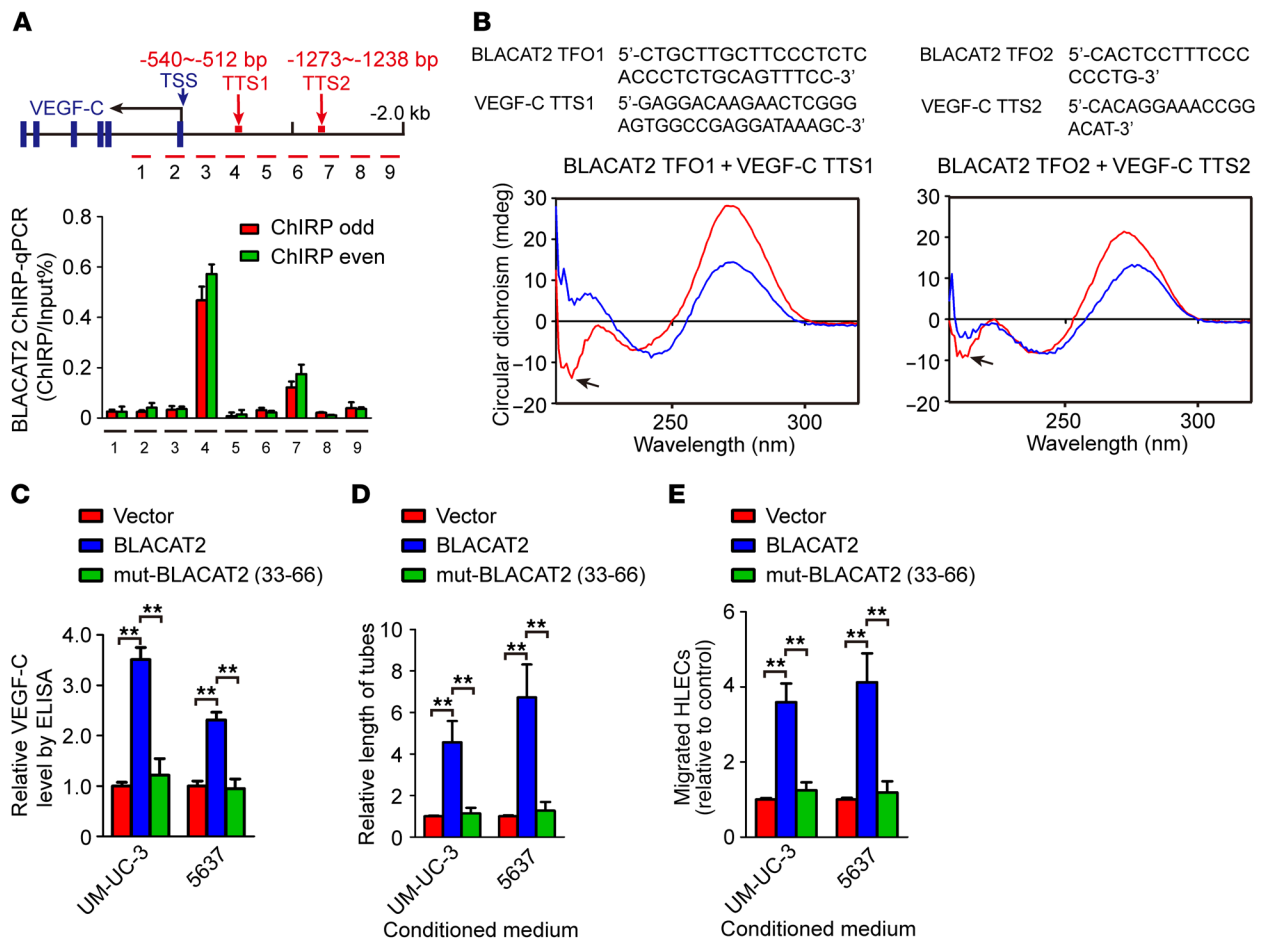 A
-540~-512 bp
-1273~-1238 bp
TSS
TTS1
TTS2
VEGF-C
-2.0 kb
1 2 3 4 5 6 7 8 9
BLACAT2 ChIRP-qPCR
(ChIRP/Input%)
0.8
0.6
0.4
0.2
0
ChIRP odd
ChIRP even
1 2 3 4 5 6 7 8 9
B
BLACAT2 TFO1 5’-CTGCTTGCTTCCCTCTC
ACCCTCTGCAGTTTCC-3’
VEGF-C TTS1 5’-GAGGACAAGAACTCGGG
AGTGGCCGAGGATAAAGC-3’
BLACAT2 TFO2 5’-CACTCCTTTCCC
CCCTG-3’
VEGF-C TTS2 5’-CACAGGAAACCGG
ACAT-3’
BLACAT2 TFO1 + VEGF-C TTS1
Circular dichroism (mdeg)
30
20
10
0
−10
−20
250 300
Wavelength (nm)
BLACAT2 TFO2 + VEGF-C TTS2
30
20
10
0
−10
−20
250 300
Wavelength (nm)
C
Vector
BLACAT2
mut-BLACAT2 (33-66)
Relative VEGF-C
level by ELISA
4.0
3.0
2.0
1.0
0
** **
** **
UM-UC-3
5637
D
Vector
BLACAT2
mut-BLACAT2 (33-66)
Relative length of tubes
10
8
6
4
2
0
** **
** **
UM-UC-3
5637
Conditioned medium
E
Vector
BLACAT2
mut-BLACAT2 (33-66)
Migrated HLECs
(relative to control)
6
4
2
0
** **
** **
UM-UC-3
5637
Conditioned medium